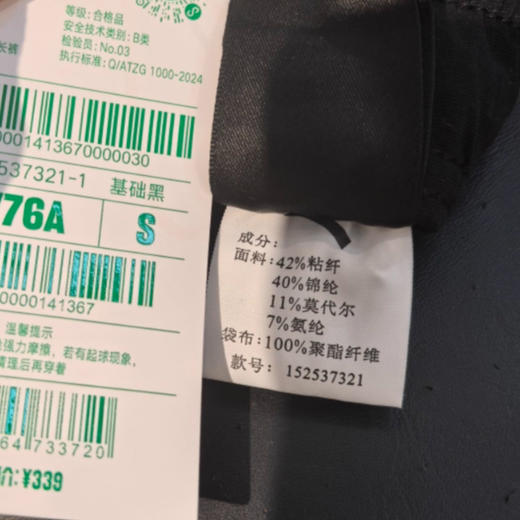 等级:合格品
安全技术类别:B类
检验员:No.03
执行标准:Q/ATZG 1000-2024
长裤
0001413670000030
537321-1
基础黑
76A
S
0000141367
温馨提示
强力摩擦,若有起球现象,
清理后再穿着
64 733720
¥339
成分:
面料:42%粘纤
40%锦纶
11%莫代尔
7%氨纶
袋布:100%聚酯纤维
款号: 152537321